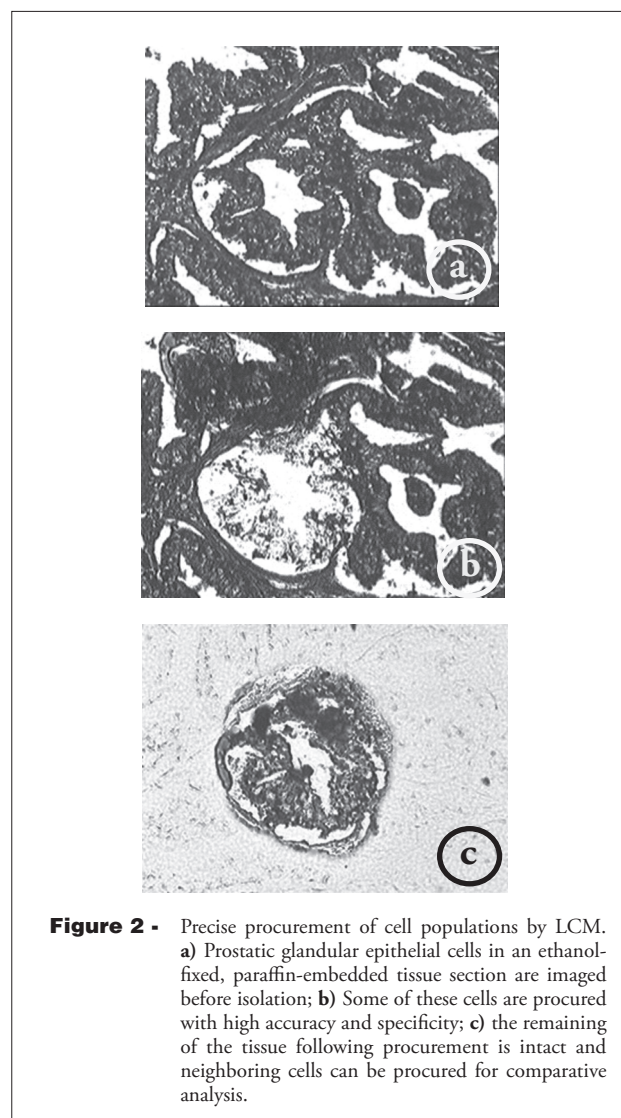 a
b
c
Figure 2 - Precise procurement of cell populations by LCM.
a) Prostatic glandular epithelial cells in an ethanol-
fixed, paraffin-embedded tissue section are imaged
before isolation; b) Some of these cells are procured
with high accuracy and specificity; c) the remaining
of the tissue following procurement is intact and
neighboring cells can be procured for comparative
analysis.